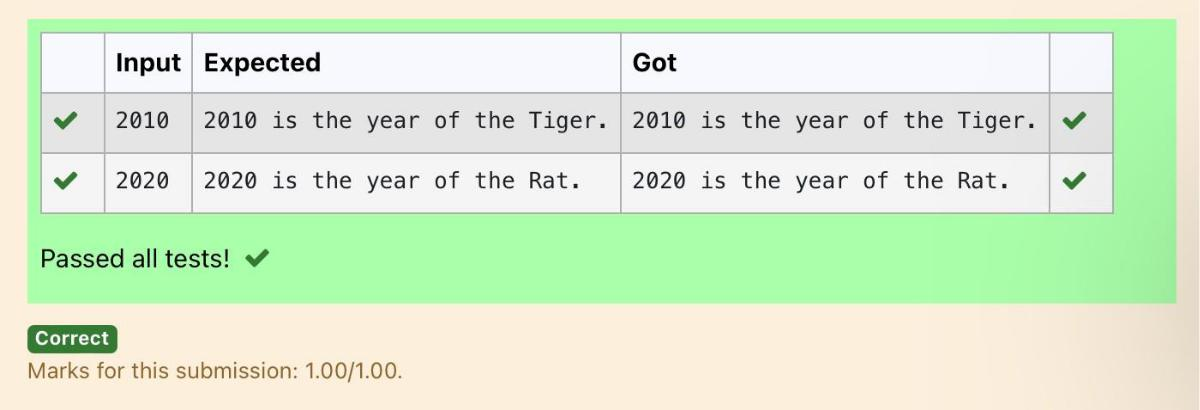 Input Expected Got
2010 2010 is the year of the Tiger. 2010 is the year of the Tiger.
2020 2020 is the year of the Rat. 2020 is the year of the Rat.
Passed all tests!
Correct
Marks for this submission: 1.00/1.00.